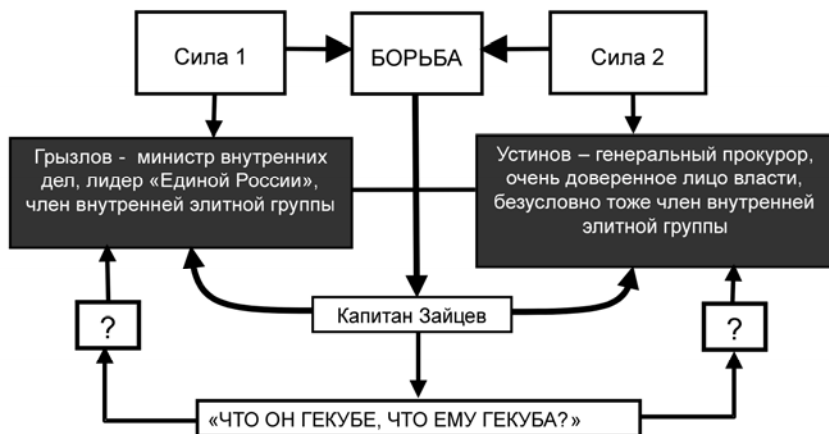 Сила 1
БОРЬБА
Сила 2
Грызлов - министр внутренних
дел, лидер «Единой России»,
член внутренней элитной группы
Устинов – генеральный прокурор,
очень доверенное лицо власти,
безусловно тоже член внутренней
элитной группы
?
Капитан Зайцев
?
«ЧТО ОН ГЕКУБЕ, ЧТО ЕМУ ГЕКУБА?»